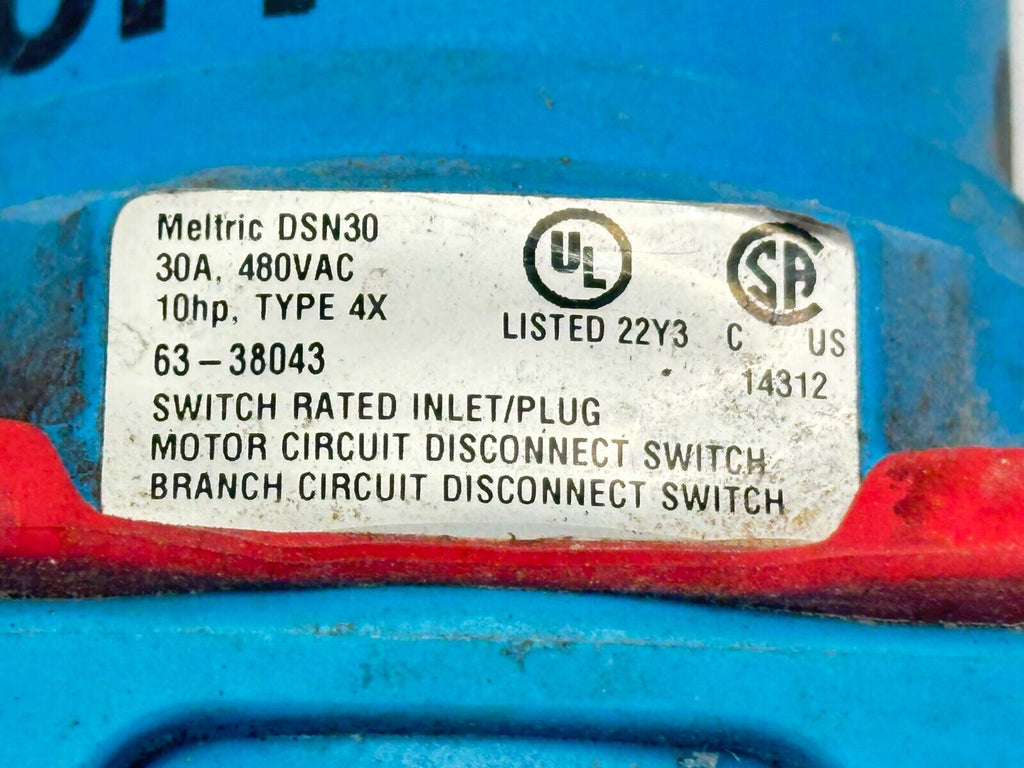 Meltric DSN30
30A, 480VAC
10hp, TYPE 4X
63-38043
SWITCH RATED INLET/PLUG
MOTOR CIRCUIT DISCONNECT SWITCH
BRANCH CIRCUIT DISCONNECT SWITCH
UL
LISTED 22Y3
SA
C US
14312